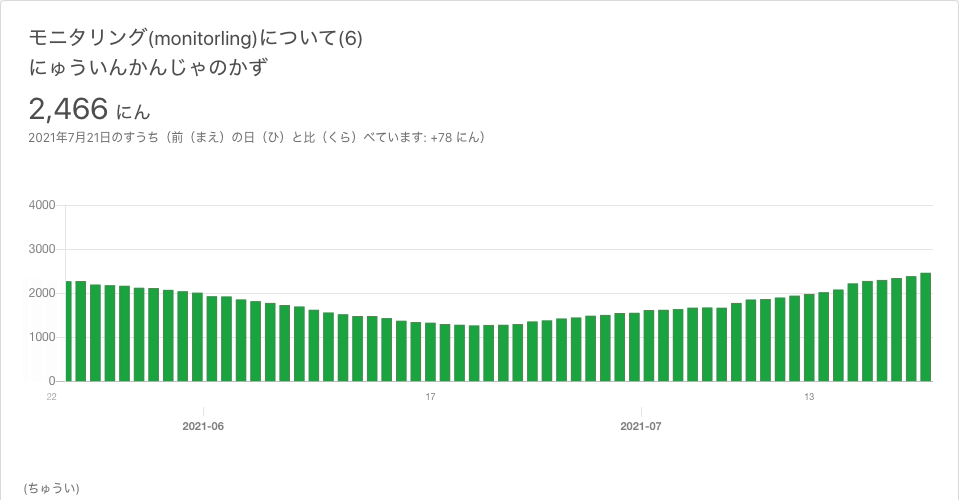 モニタリング(monitorling)について(6)
にゅういんかんじゃのかず
2,466 にん
2021年7月21日のすうち（前（まえ）の日（ひ）と比（くら）べています: +78 にん）
4000
3000
2000
1000
0
22
17
13
2021-06
2021-07
(ちゅうい)